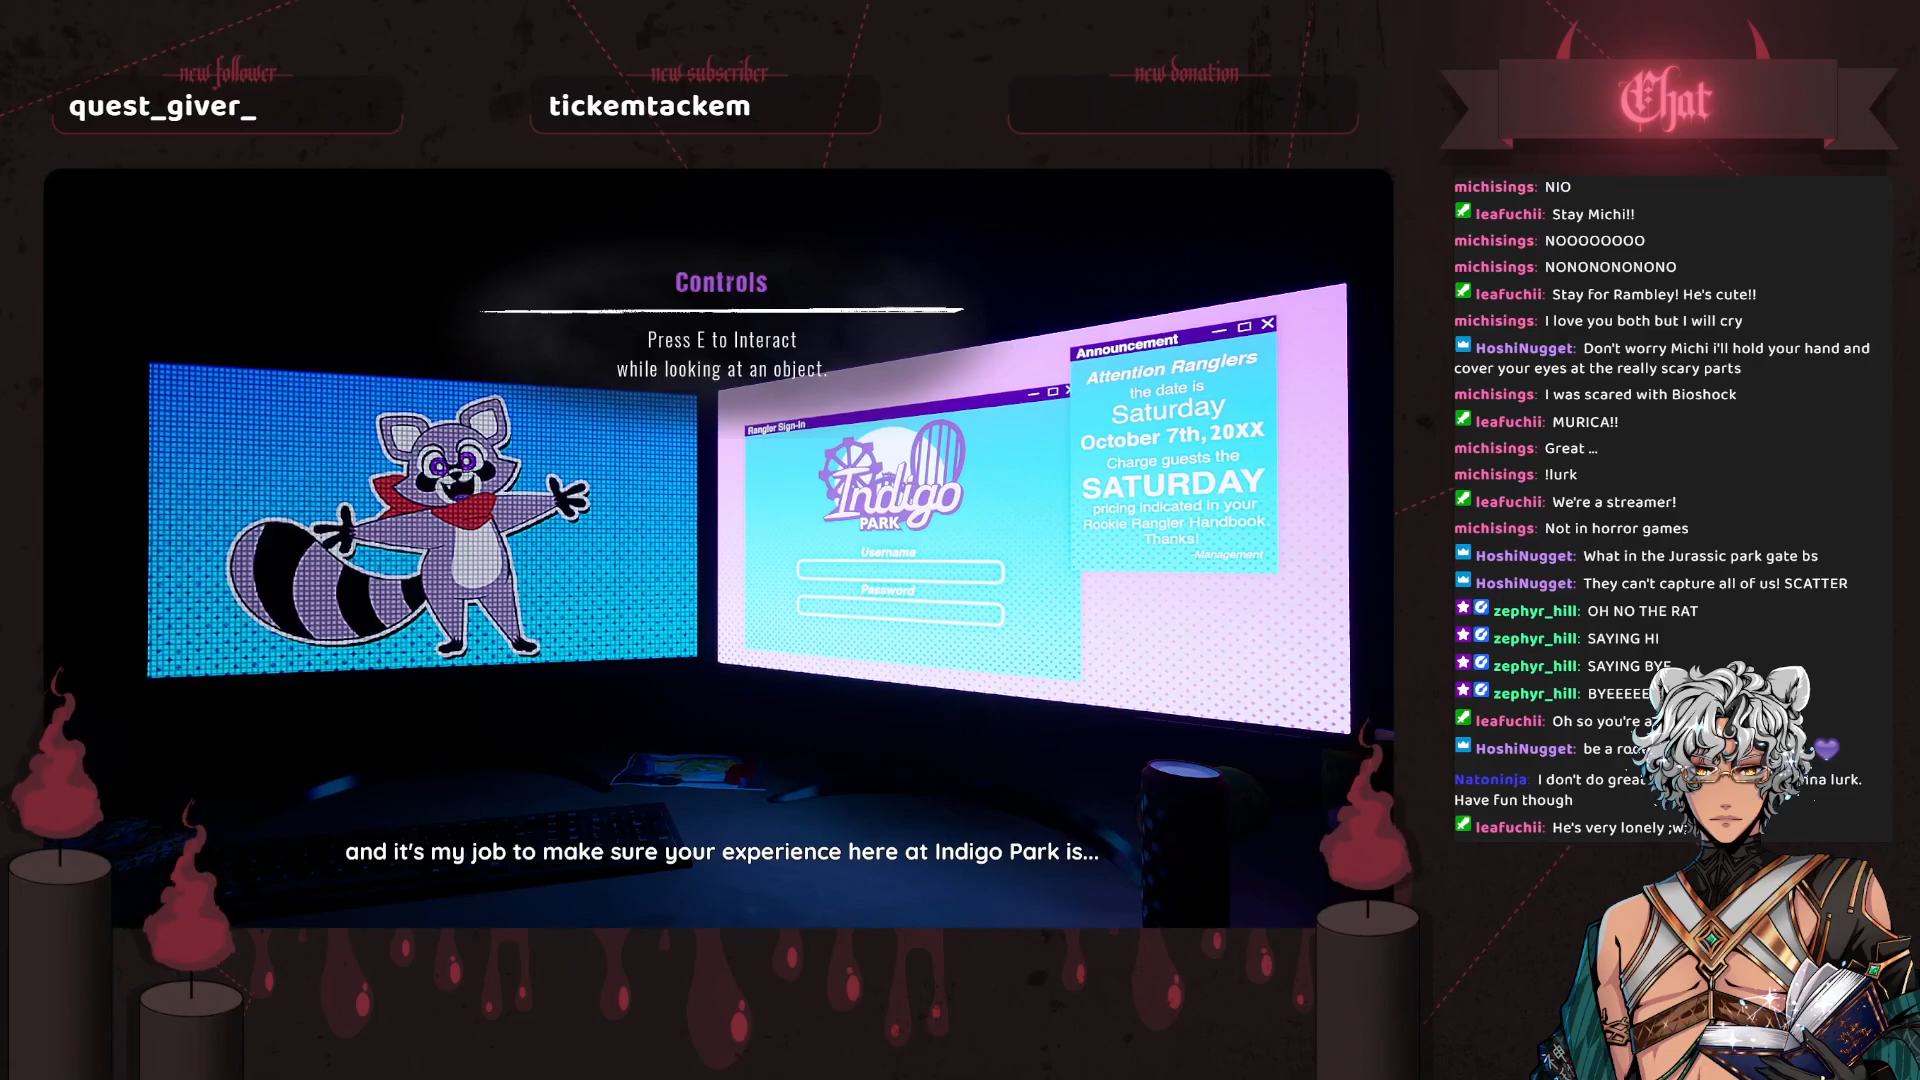 new follower
quest_giver_
new subscriber
tickemtackem
new donation
Chat
Controls
Press E to Interact
while looking at an object.
Rangler Sign-In
Indigo
PARK
Username
Password
Announcement
Attention Ranglers
the date is
Saturday
October 7th, 20XX
Charge guests the
SATURDAY
pricing indicated in your
Rookie Rangler Handbook.
Thanks!
-Management
and it's my job to make sure your experience here at Indigo Park is...
michisings: NIO
leafuchii: Stay Michi!!
michisings: NOOOOOOOO
michisings: NONONONONONO
leafuchii: Stay for Rambley! He's cute!!
michisings: I love you both but I will cry
HoshiNugget: Don't worry Michi i'll hold your hand and
cover your eyes at the really scary parts
michisings: I was scared with Bioshock
leafuchii: MURICA!!
michisings: Great ...
michisings: !lurk
leafuchii: We're a streamer!
michisings: Not in horror games
HoshiNugget: What in the Jurassic park gate bs
HoshiNugget: They can't capture all of us! SCATTER
zephyr_hill: OH NO THE RAT
zephyr_hill: SAYING HI
zephyr_hill: SAYING BYE
zephyr_hill: BYEEEEE
leafuchii: Oh so you're
HoshiNugget: be a
Natoninja: I don't do lurk.
Have fun though
leafuchii: He's very lonely ;w;